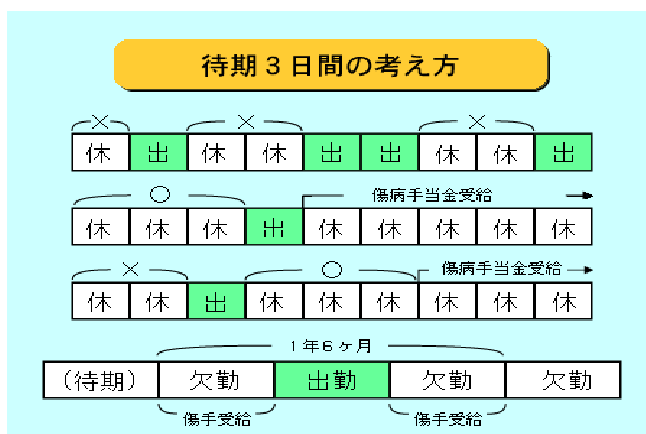 待期３日間の考え方
× × ×
休 出 休 休 出 出 休 休 出
○ 傷病手当金受給
休 休 休 出 休 休 休 休 休
× ○ 傷病手当金受給
休 休 出 休 休 休 休 休 休
１年６ヶ月
（待期） 欠勤 出勤 欠勤 欠勤
傷手受給 傷手受給